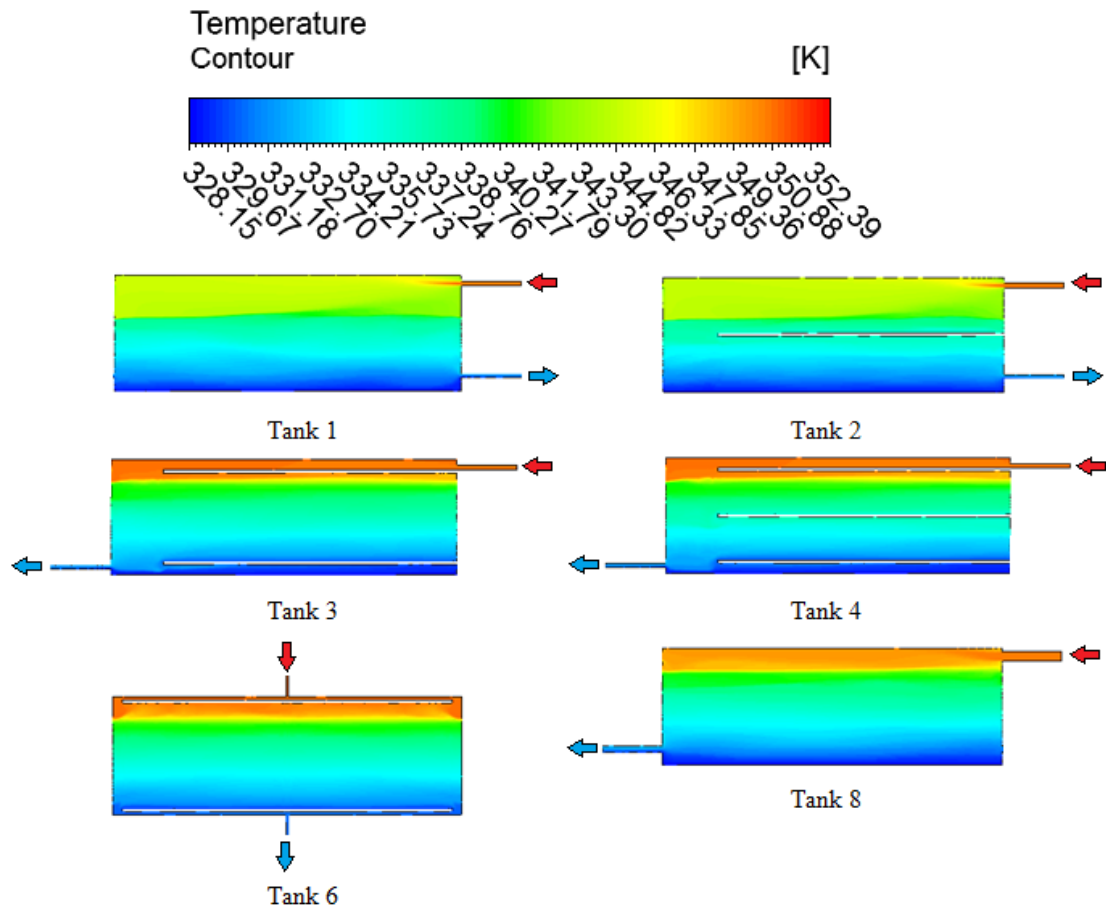 Temperature
Contour [K]
328.15 329.67 331.18 332.70 334.21 335.73 337.24 338.76 340.27 341.79 343.30 344.82 346.33 347.85 349.36 350.88 352.39
Tank 1 Tank 2
Tank 3 Tank 4
Tank 6 Tank 8